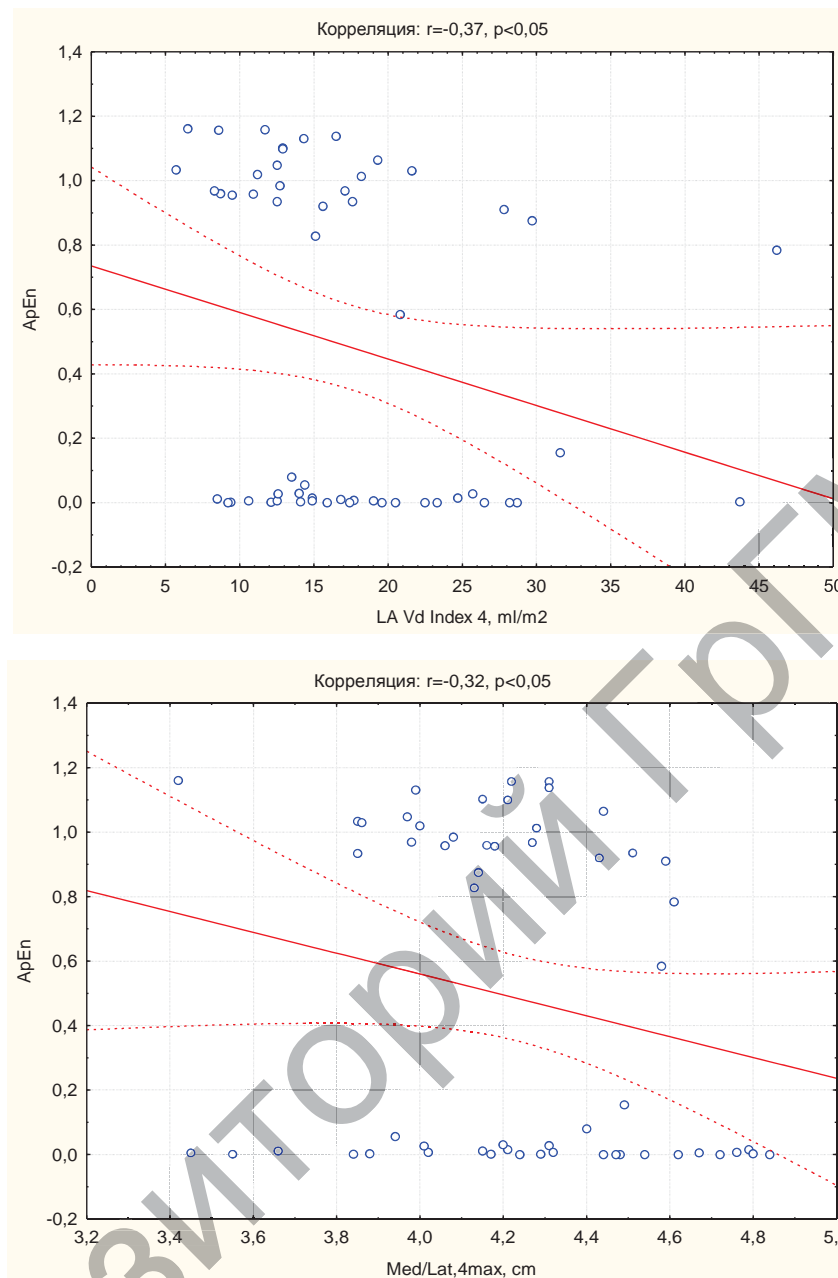 Корреляция: r=-0,37, p<0,05
1,4
1,2
1,0
0,8
0,6
0,4
0,2
0,0
-0,2
ApEn
0 5 10 15 20 25 30 35 40 45 50
LA Vd Index 4, ml/m2
Корреляция: r=-0,32, p<0,05
1,4
1,2
1,0
0,8
0,6
0,4
0,2
0,0
-0,2
ApEn
3,2 3,4 3,6 3,8 4,0 4,2 4,4 4,6 4,8 5,
Med/Lat,4max, cm